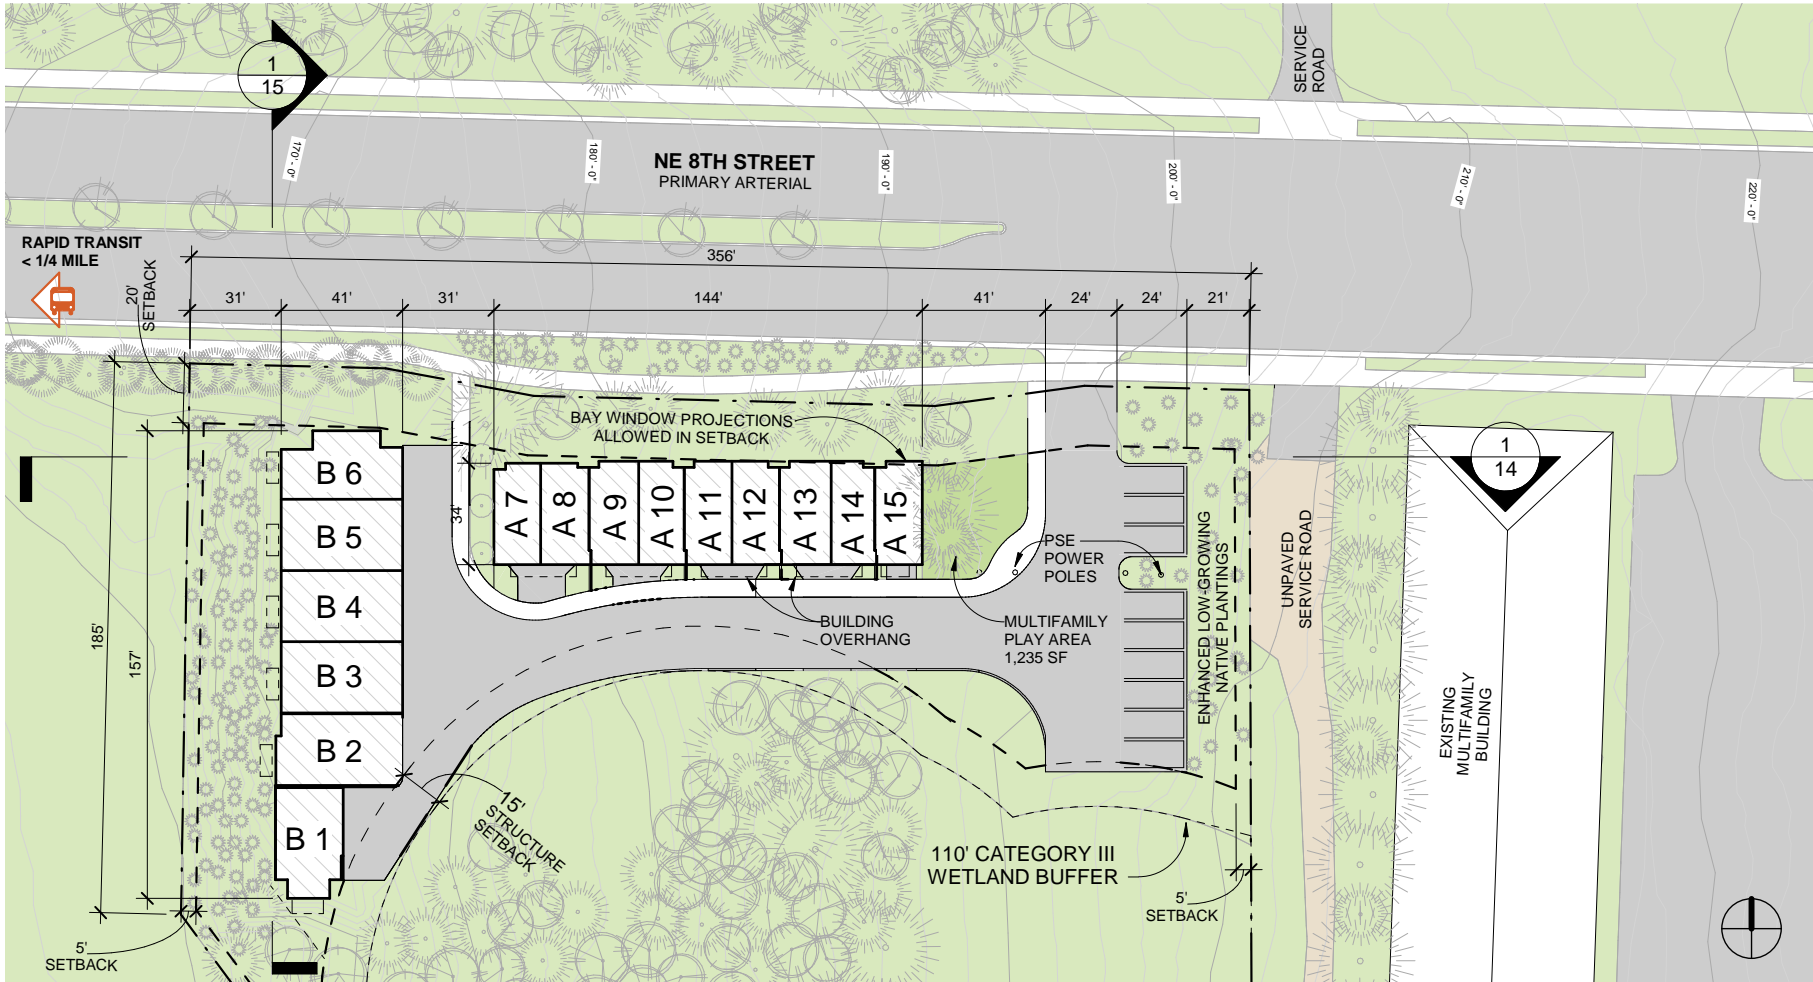 1
15
SERVICE
ROAD
NE 8TH STREET
PRIMARY ARTERIAL
170' - 0"
180' - 0"
190' - 0"
200' - 0"
210' - 0"
220' - 0"
RAPID TRANSIT
< 1/4 MILE
20'
SETBACK
356'
31'
41'
31'
144'
41'
24'
24'
21'
BAY WINDOW PROJECTIONS
ALLOWED IN SETBACK
1
14
B 6
B 5
B 4
B 3
B 2
B 1
A 7
A 8
A 9
A 10
A 11
A 12
A 13
A 14
A 15
34'
185'
157'
PSE
POWER
POLES
BUILDING
OVERHANG
MULTIFAMILY
PLAY AREA
1,235 SF
ENHANCED LOW-GROWING
NATIVE PLANTINGS
UNPAVED
SERVICE ROAD
EXISTING
MULTIFAMILY
BUILDING
15'
STRUCTURE
SETBACK
110' CATEGORY III
WETLAND BUFFER
5'
SETBACK
5'
SETBACK